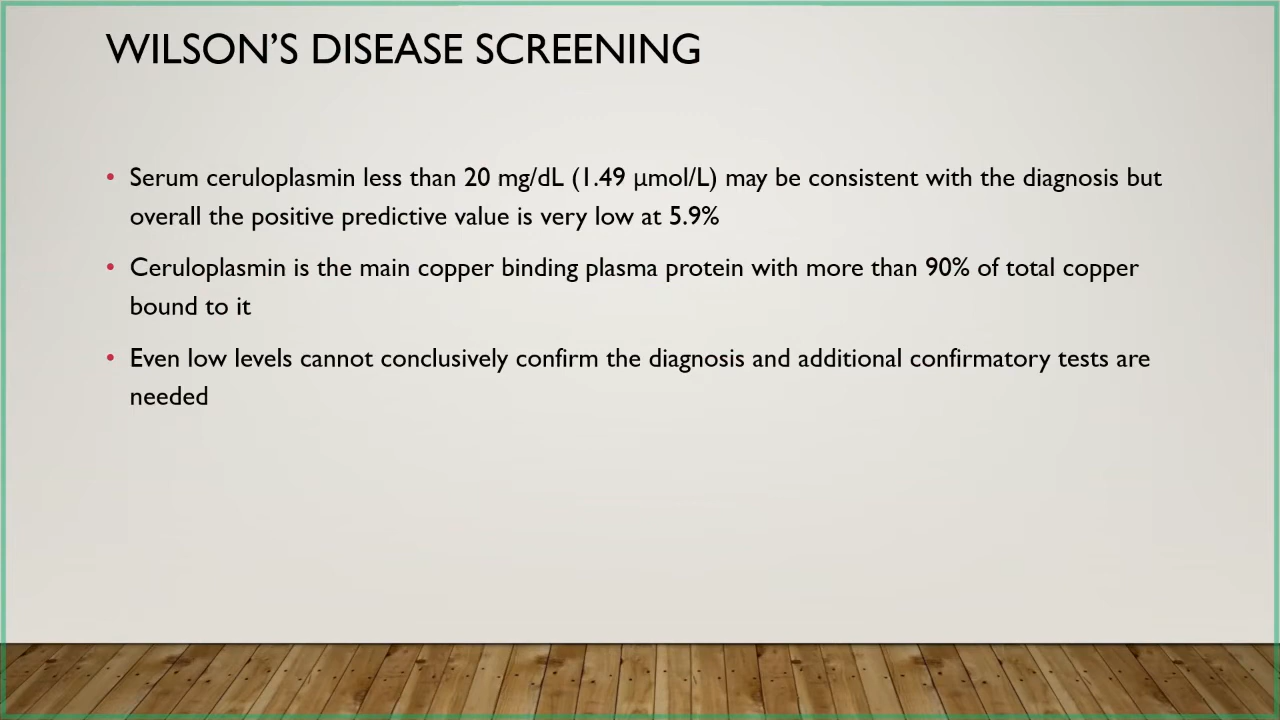 WILSON’S DISEASE SCREENING
• Serum ceruloplasmin less than 20 mg/dL (1.49 µmol/L) may be consistent with the diagnosis but
overall the positive predictive value is very low at 5.9%
• Ceruloplasmin is the main copper binding plasma protein with more than 90% of total copper
bound to it
• Even low levels cannot conclusively confirm the diagnosis and additional confirmatory tests are
needed